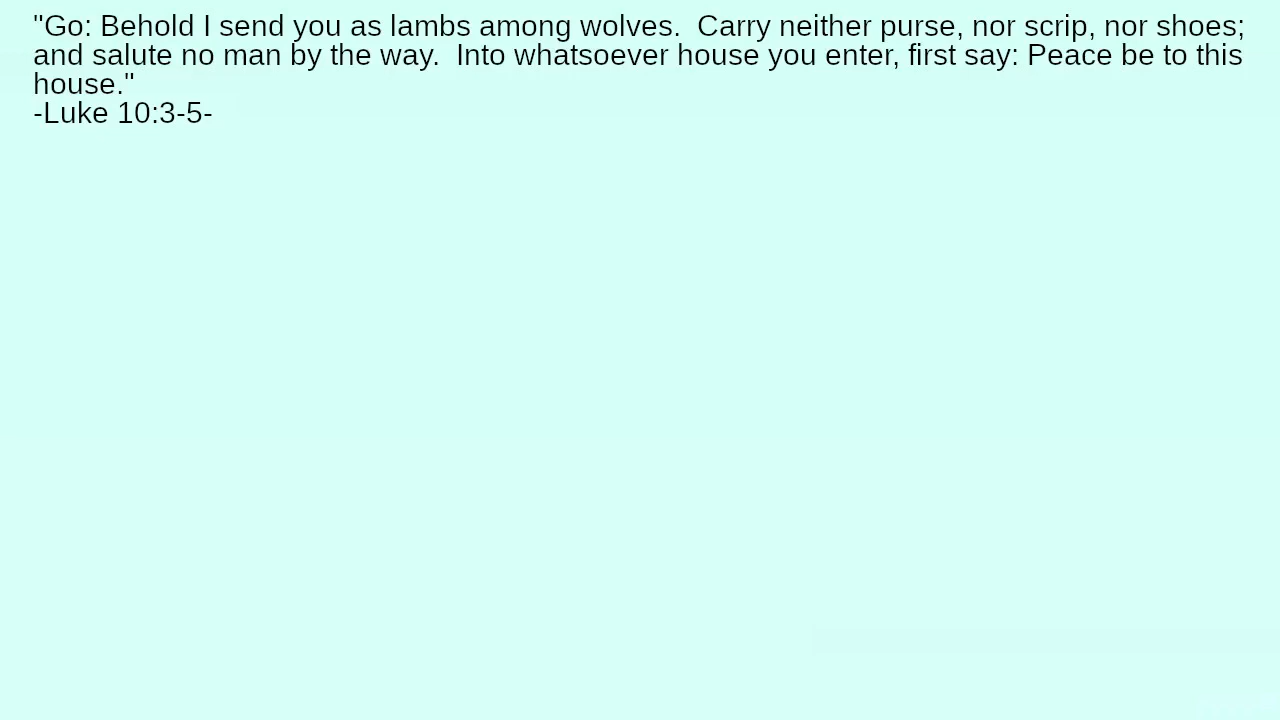 "Go: Behold I send you as lambs among wolves.  Carry neither purse, nor scrip, nor shoes;
and salute no man by the way.  Into whatsoever house you enter, first say: Peace be to this
house."
-Luke 10:3-5-